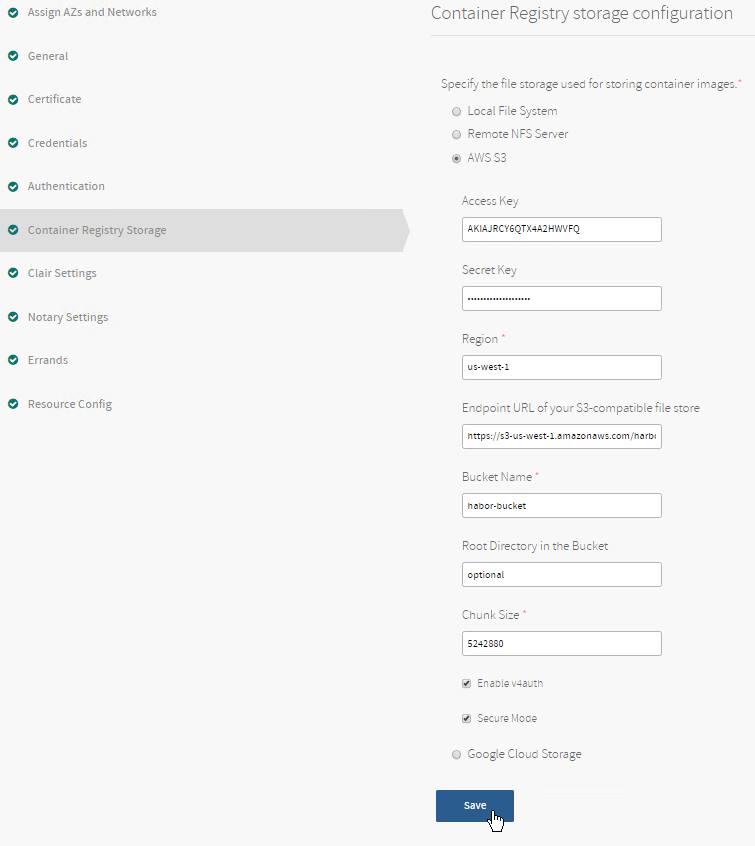 Assign AZs and Networks
General
Certificate
Credentials
Authentication
Container Registry Storage
Clair Settings
Notary Settings
Errands
Resource Config
Container Registry storage configuration
Specify the file storage used for storing container images.*
Local File System
Remote NFS Server
AWS S3
Access Key
AKIAJRCY6QTX4A2HWVFQ
Secret Key
••••••••••••••••••••
Region *
us-west-1
Endpoint URL of your S3-compatible file store
https://s3-us-west-1.amazonaws.com/harbo
Bucket Name *
habor-bucket
Root Directory in the Bucket
optional
Chunk Size *
5242880
Enable v4auth
Secure Mode
Google Cloud Storage
Save